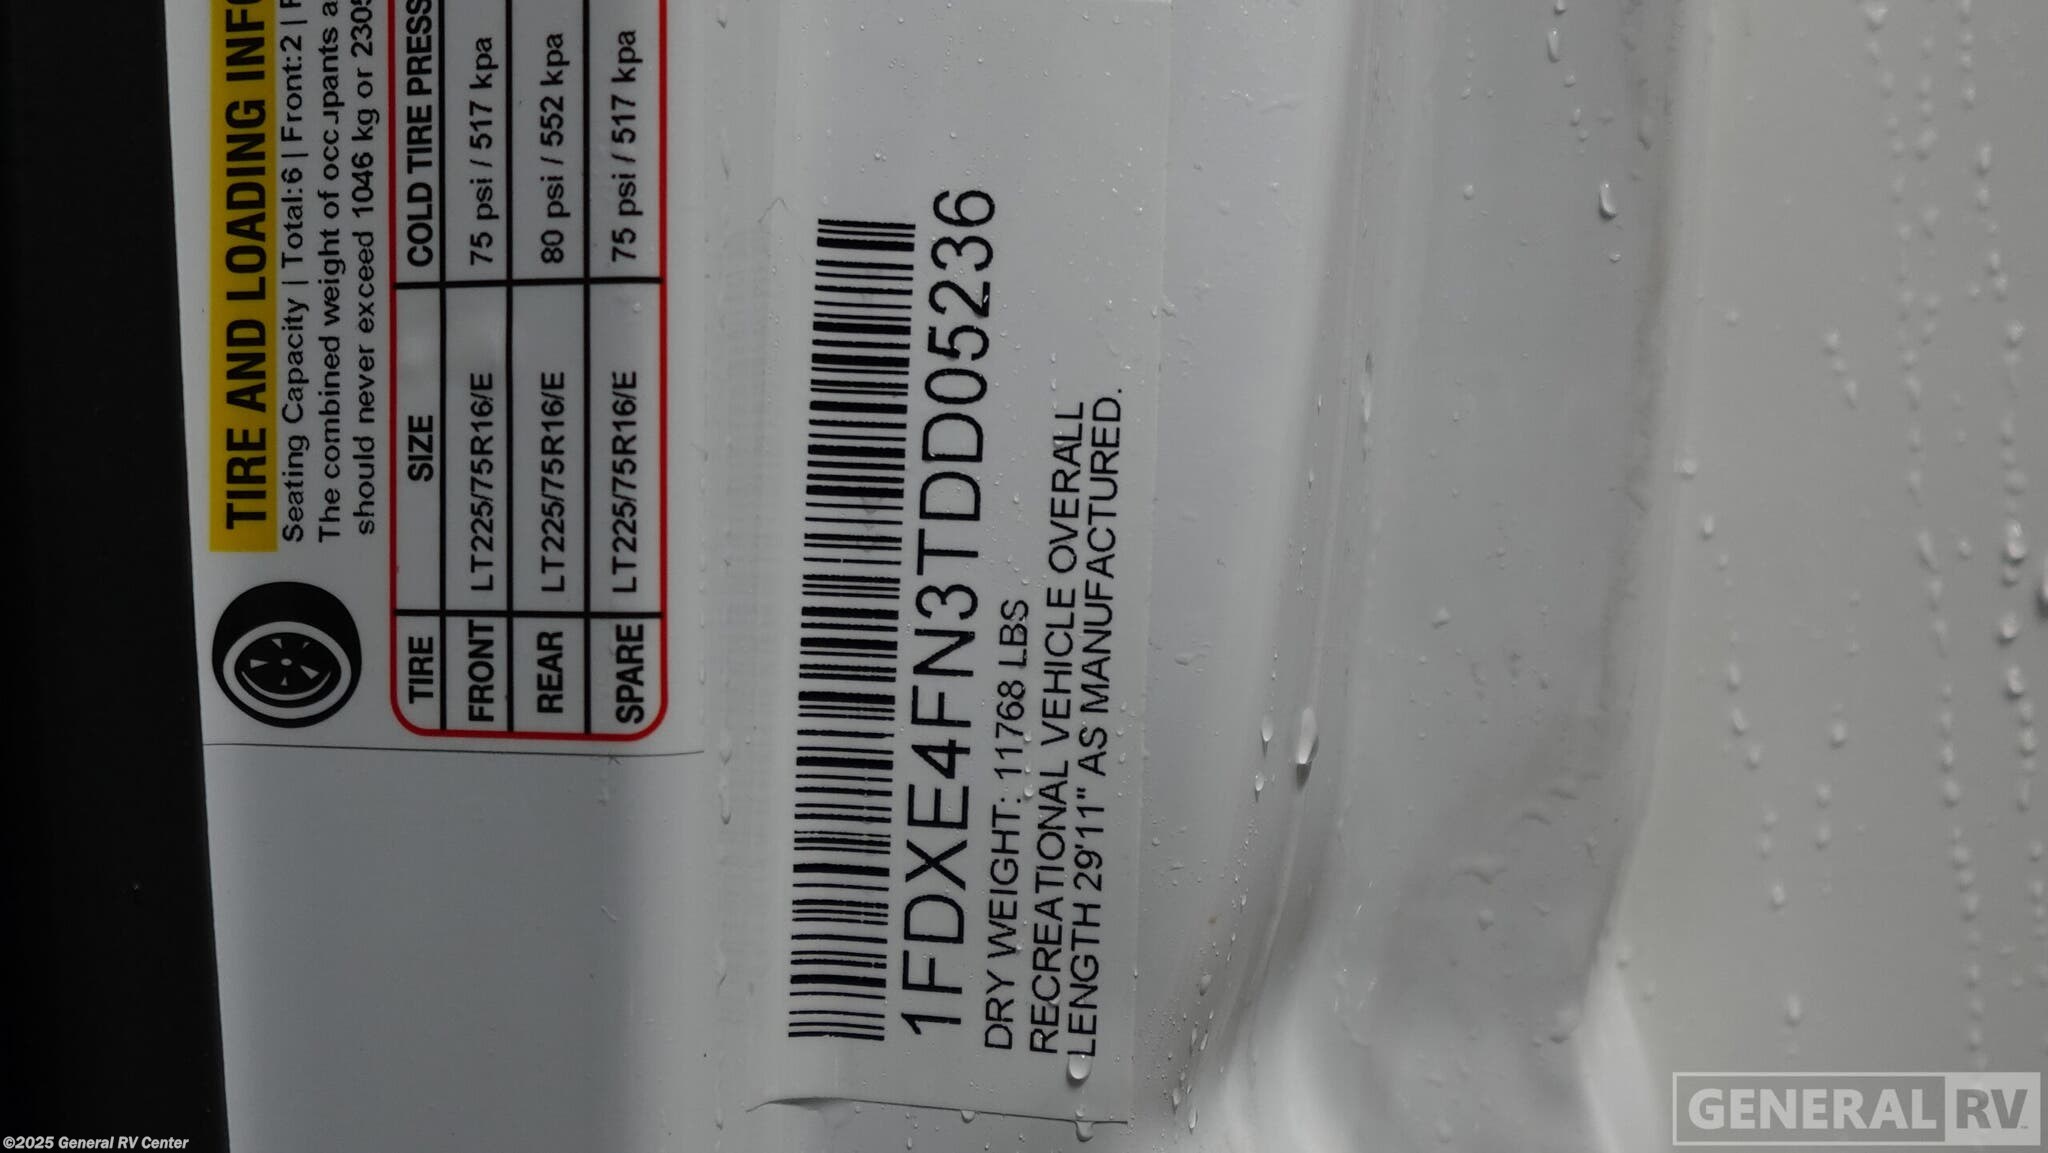 TIRE AND LOADING INFO
Seating Capacity | Total:6 | Front:2 |
The combined weight of occupants
should never exceed 1046 kg or 2305
TIRE SIZE COLD TIRE PRESS
FRONT LT225/75R16/E 75 psi / 517 kpa
REAR LT225/75R16/E 80 psi / 552 kpa
SPARE LT225/75R16/E 75 psi / 517 kpa
1FDXE4FN3TDD05236
DRY WEIGHT: 11768 LBS
RECREATIONAL VEHICLE OVERALL
LENGTH 29'11" AS MANUFACTURED.
GENERAL RV
©2025 General RV Center